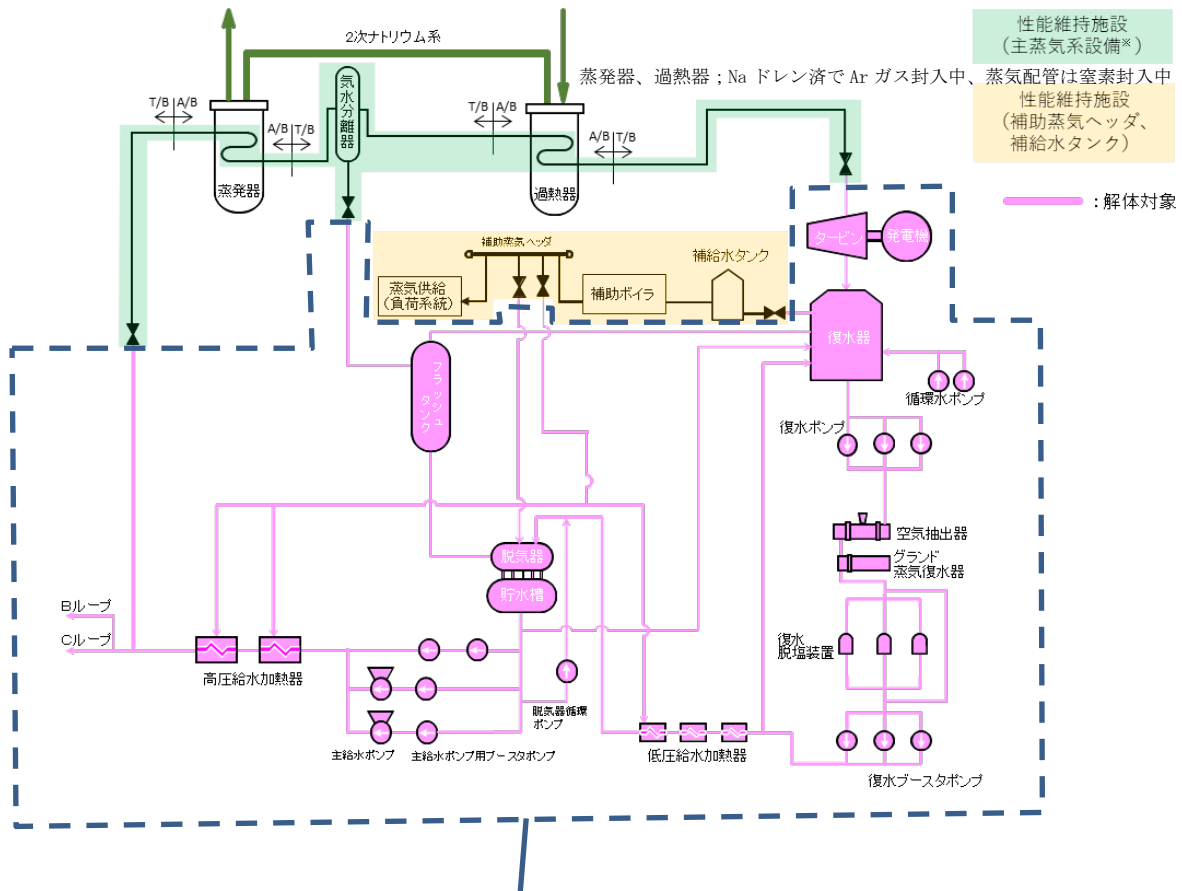 2次ナトリウム系
性能維持施設
（主蒸気系設備※）
蒸発器、過熱器；Na ドレン済で Ar ガス封入中、蒸気配管は窒素封入中
性能維持施設
（補助蒸気ヘッダ、
補給水タンク）
：解体対象
T/B A/B
A/B T/B
気水分離器
T/B A/B
A/B T/B
蒸発器
過熱器
タービン
発電機
補助蒸気ヘッダ
補給水タンク
蒸気供給
(負荷系統)
補助ボイラ
復水器
フラッシュ
タンク
循環水ポンプ
復水ポンプ
空気抽出器
グランド
蒸気復水器
脱気器
貯水槽
Bループ
Cループ
復水
脱塩装置
高圧給水加熱器
脱気器循環
ポンプ
主給水ポンプ
主給水ポンプ用ブースタポンプ
低圧給水加熱器
復水ブースタポンプ